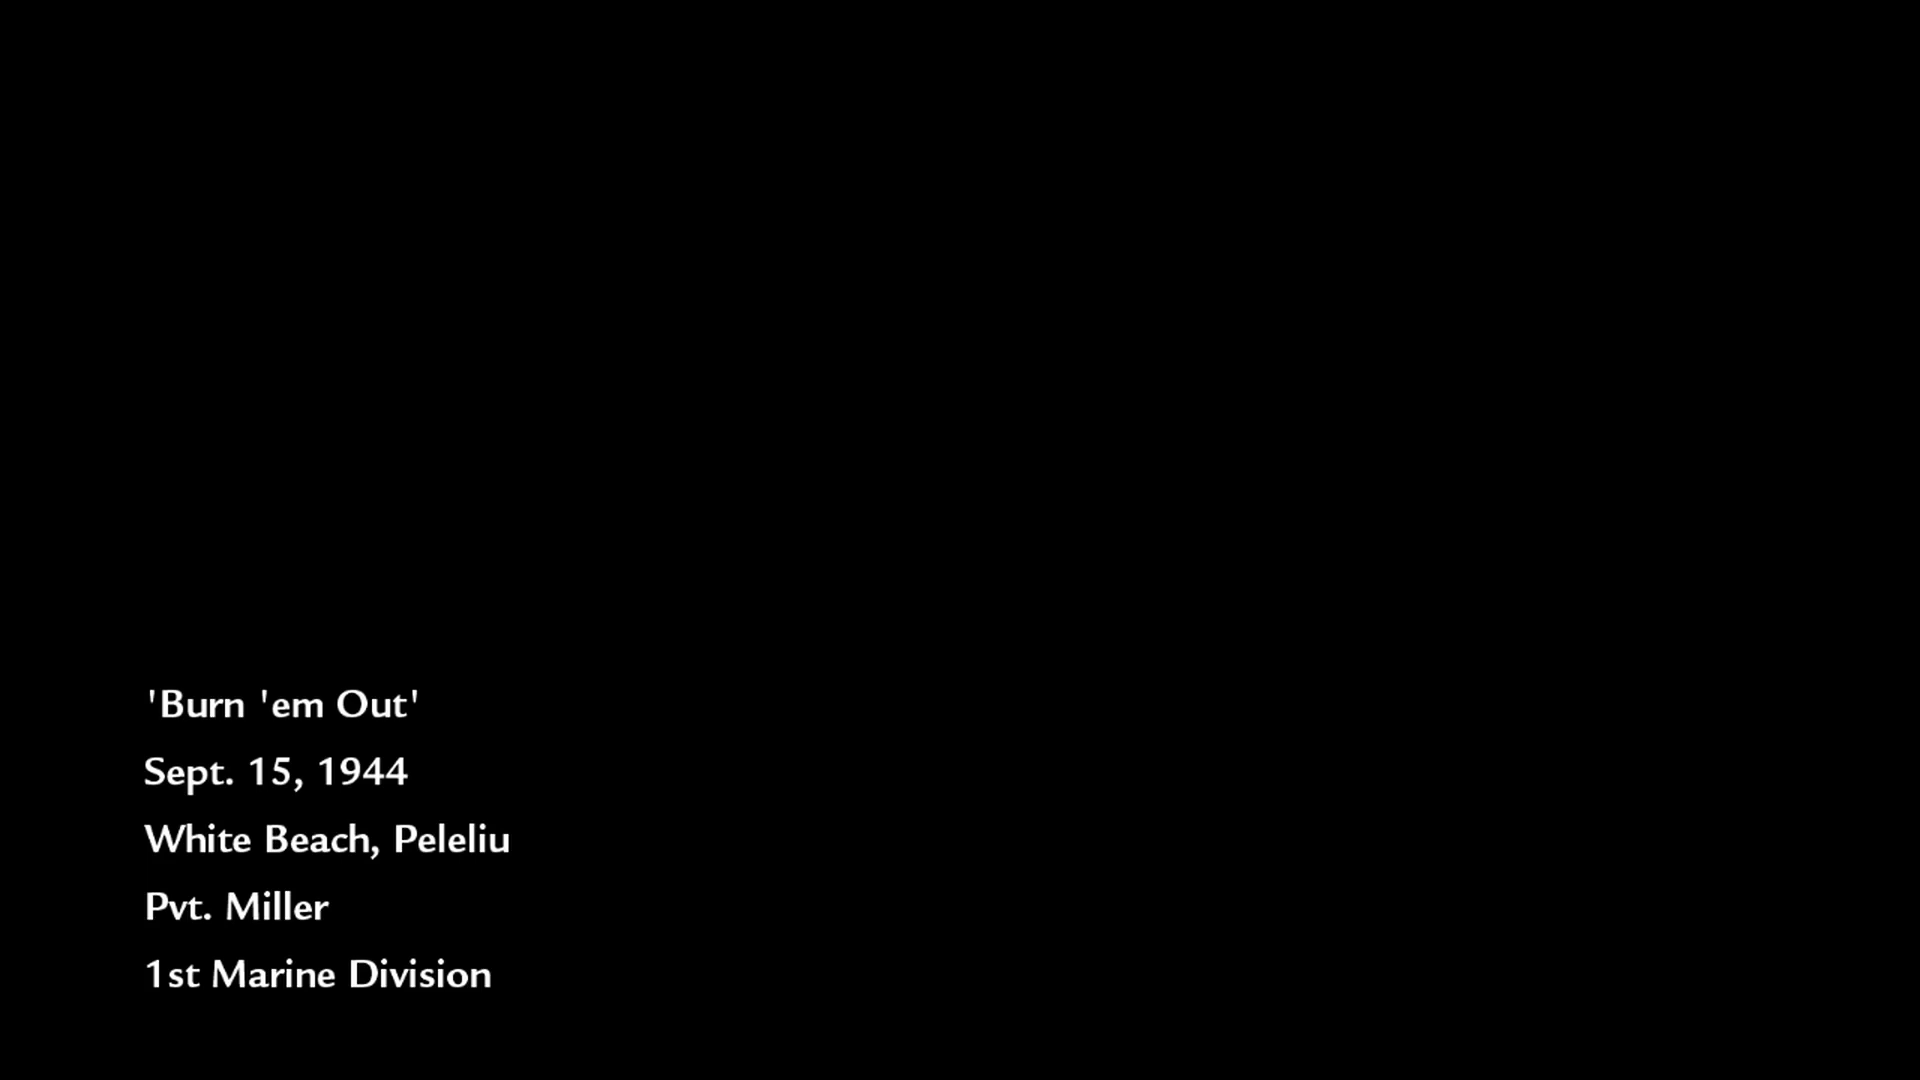 'Burn 'em Out'
Sept. 15, 1944
White Beach, Peleliu
Pvt. Miller
1st Marine Division